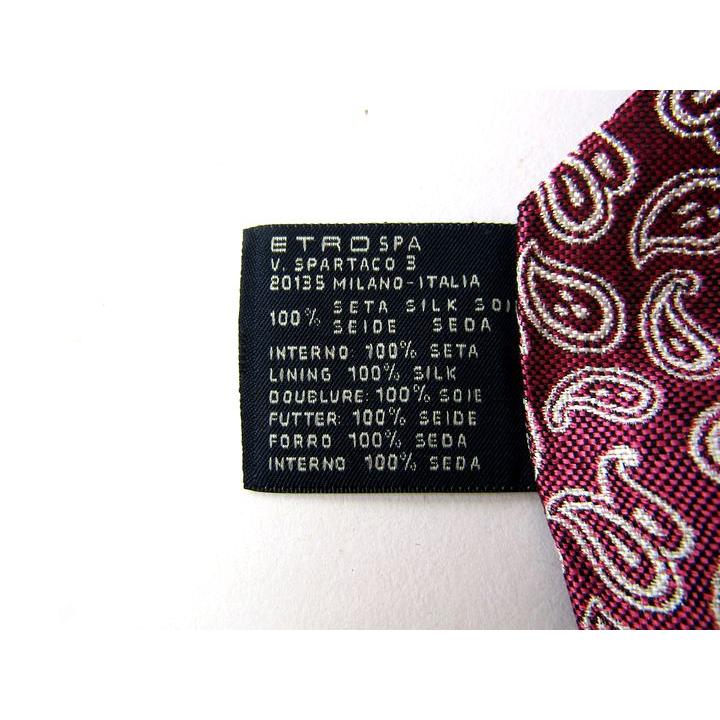 ETRO SPA
V. SPARTACO 3
20135 MILANO-ITALIA
100% SETA SILK SOI
SEIDE SEDA
INTERNO: 100% SETA
LINING 100% SILK
DOUBLURE: 100% SOIE
FUTTER: 100% SEIDE
FORRO 100% SEDA
INTERNO 100% SEDA